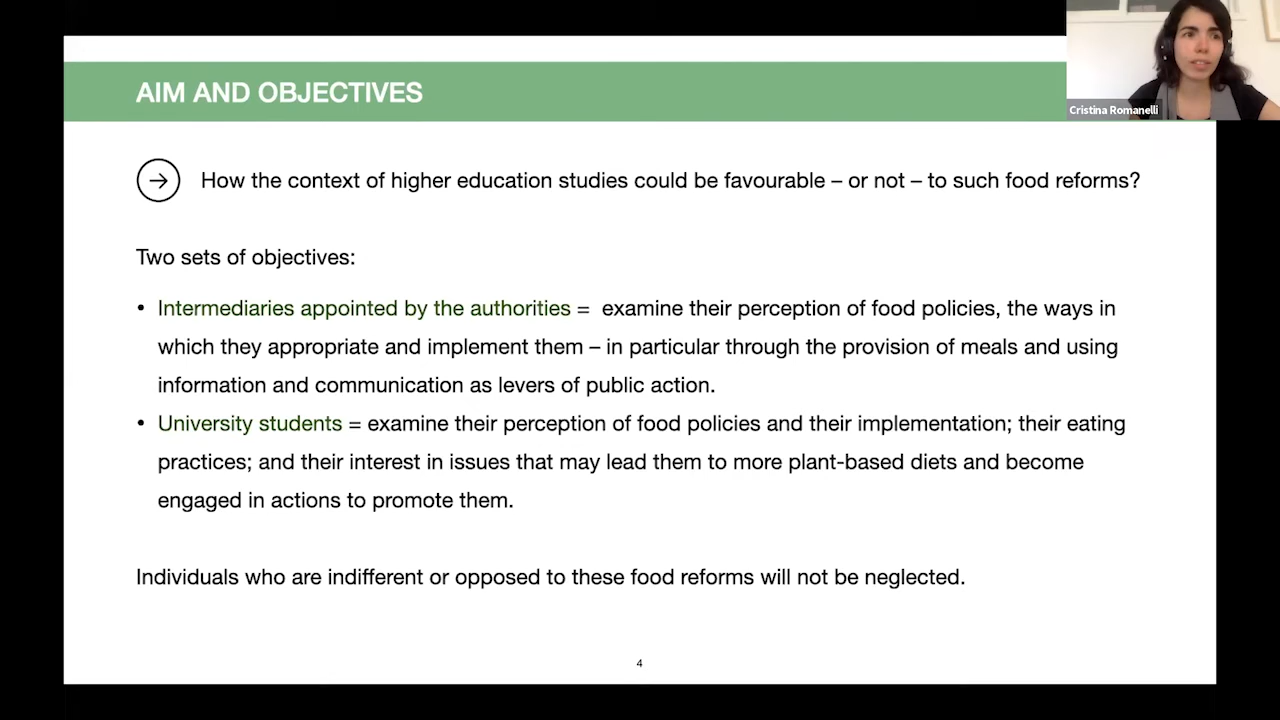 AIM AND OBJECTIVES
Cristina Romanelli
How the context of higher education studies could be favourable – or not – to such food reforms?
Two sets of objectives:
• Intermediaries appointed by the authorities = examine their perception of food policies, the ways in
which they appropriate and implement them – in particular through the provision of meals and using
information and communication as levers of public action.
• University students = examine their perception of food policies and their implementation; their eating
practices; and their interest in issues that may lead them to more plant-based diets and become
engaged in actions to promote them.
Individuals who are indifferent or opposed to these food reforms will not be neglected.
4